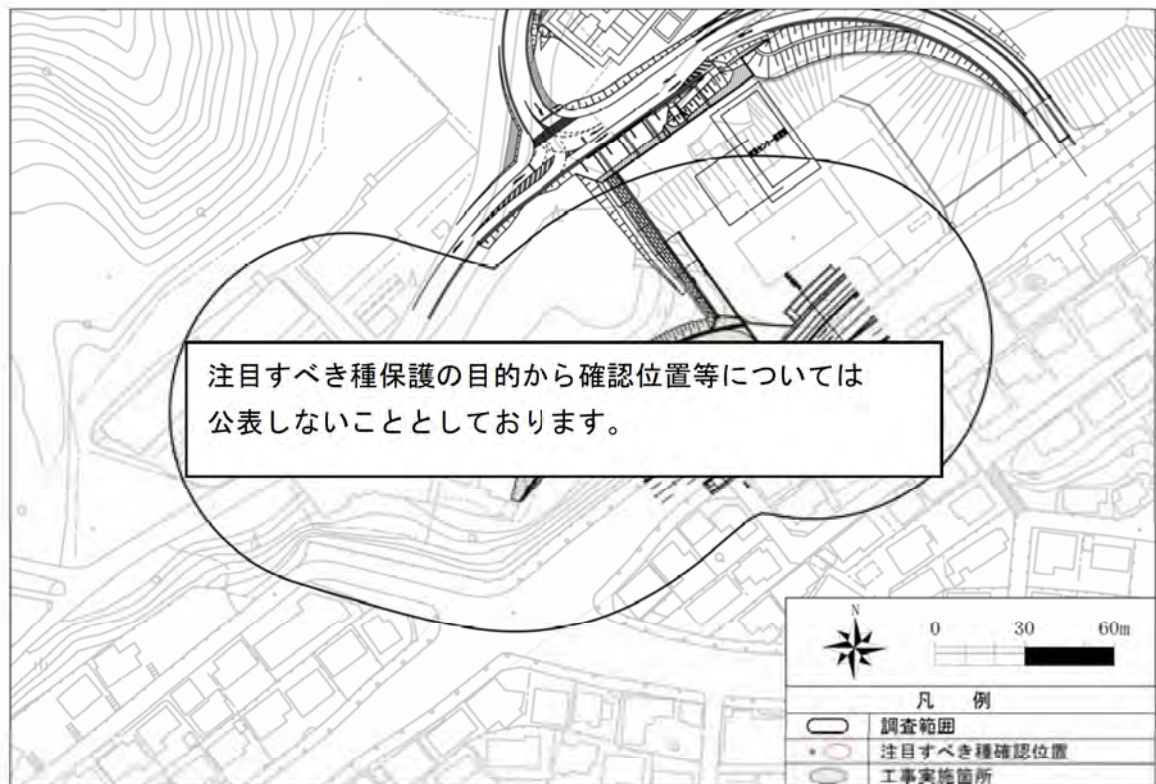 注目すべき種保護の目的から確認位置等については
公表しないこととしております。
N
0 30 60m
凡 例
調査範囲
注目すべき種確認位置
工事実施箇所